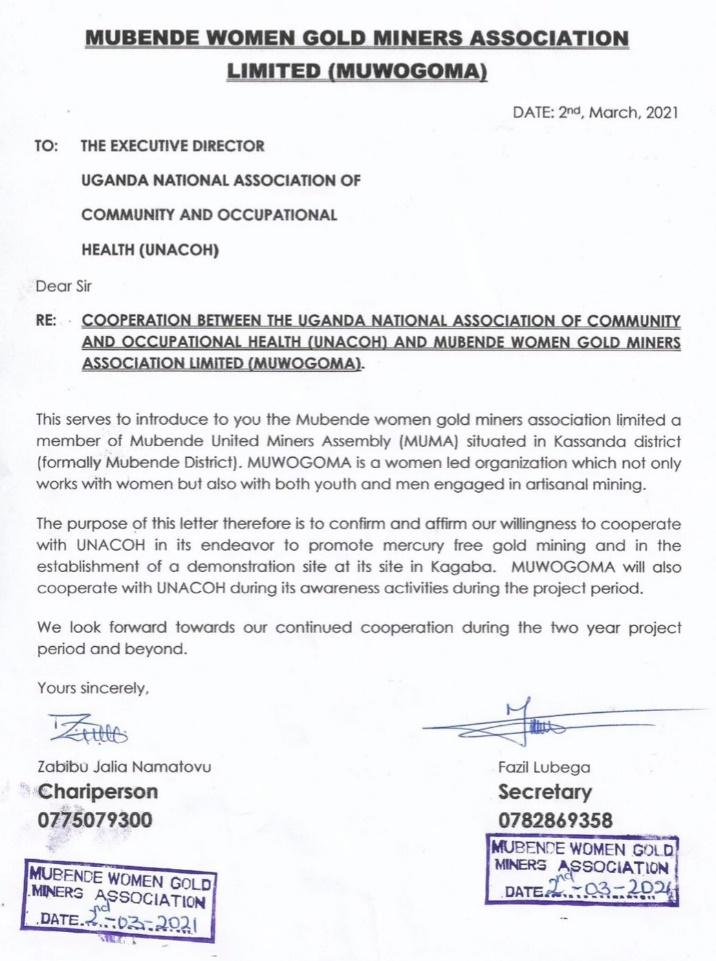 MUBENDE WOMEN GOLD MINERS ASSOCIATION
LIMITED (MUWOGOMA)
DATE: 2nd, March, 2021
TO: THE EXECUTIVE DIRECTOR
UGANDA NATIONAL ASSOCIATION OF
COMMUNITY AND OCCUPATIONAL
HEALTH (UNACOH)
Dear Sir
RE: COOPERATION BETWEEN THE UGANDA NATIONAL ASSOCIATION OF COMMUNITY
AND OCCUPATIONAL HEALTH (UNACOH) AND MUBENDE WOMEN GOLD MINERS
ASSOCIATION LIMITED (MUWOGOMA).
This serves to introduce to you the Mubende women gold miners association limited a
member of Mubende United Miners Assembly (MUMA) situated in Kassanda district
(formally Mubende District). MUWOGOMA is a women led organization which not only
works with women but also with both youth and men engaged in artisanal mining.
The purpose of this letter therefore is to confirm and affirm our willingness to cooperate
with UNACOH in its endeavor to promote mercury free gold mining and in the
establishment of a demonstration site at its site in Kagaba. MUWOGOMA will also
cooperate with UNACOH during its awareness activities during the project period.
We look forward towards our continued cooperation during the two year project
period and beyond.
Yours sincerely,
Zabibu Jalia Namatovu
Chariperson
0775079300
Fazil Lubega
Secretary
0782869358
MUBENDE WOMEN GOLD
MINERS ASSOCIATION
DATE 2nd-03-2021
MUBENDE WOMEN GOLD
MINERS ASSOCIATION
DATE 2nd-03-2021